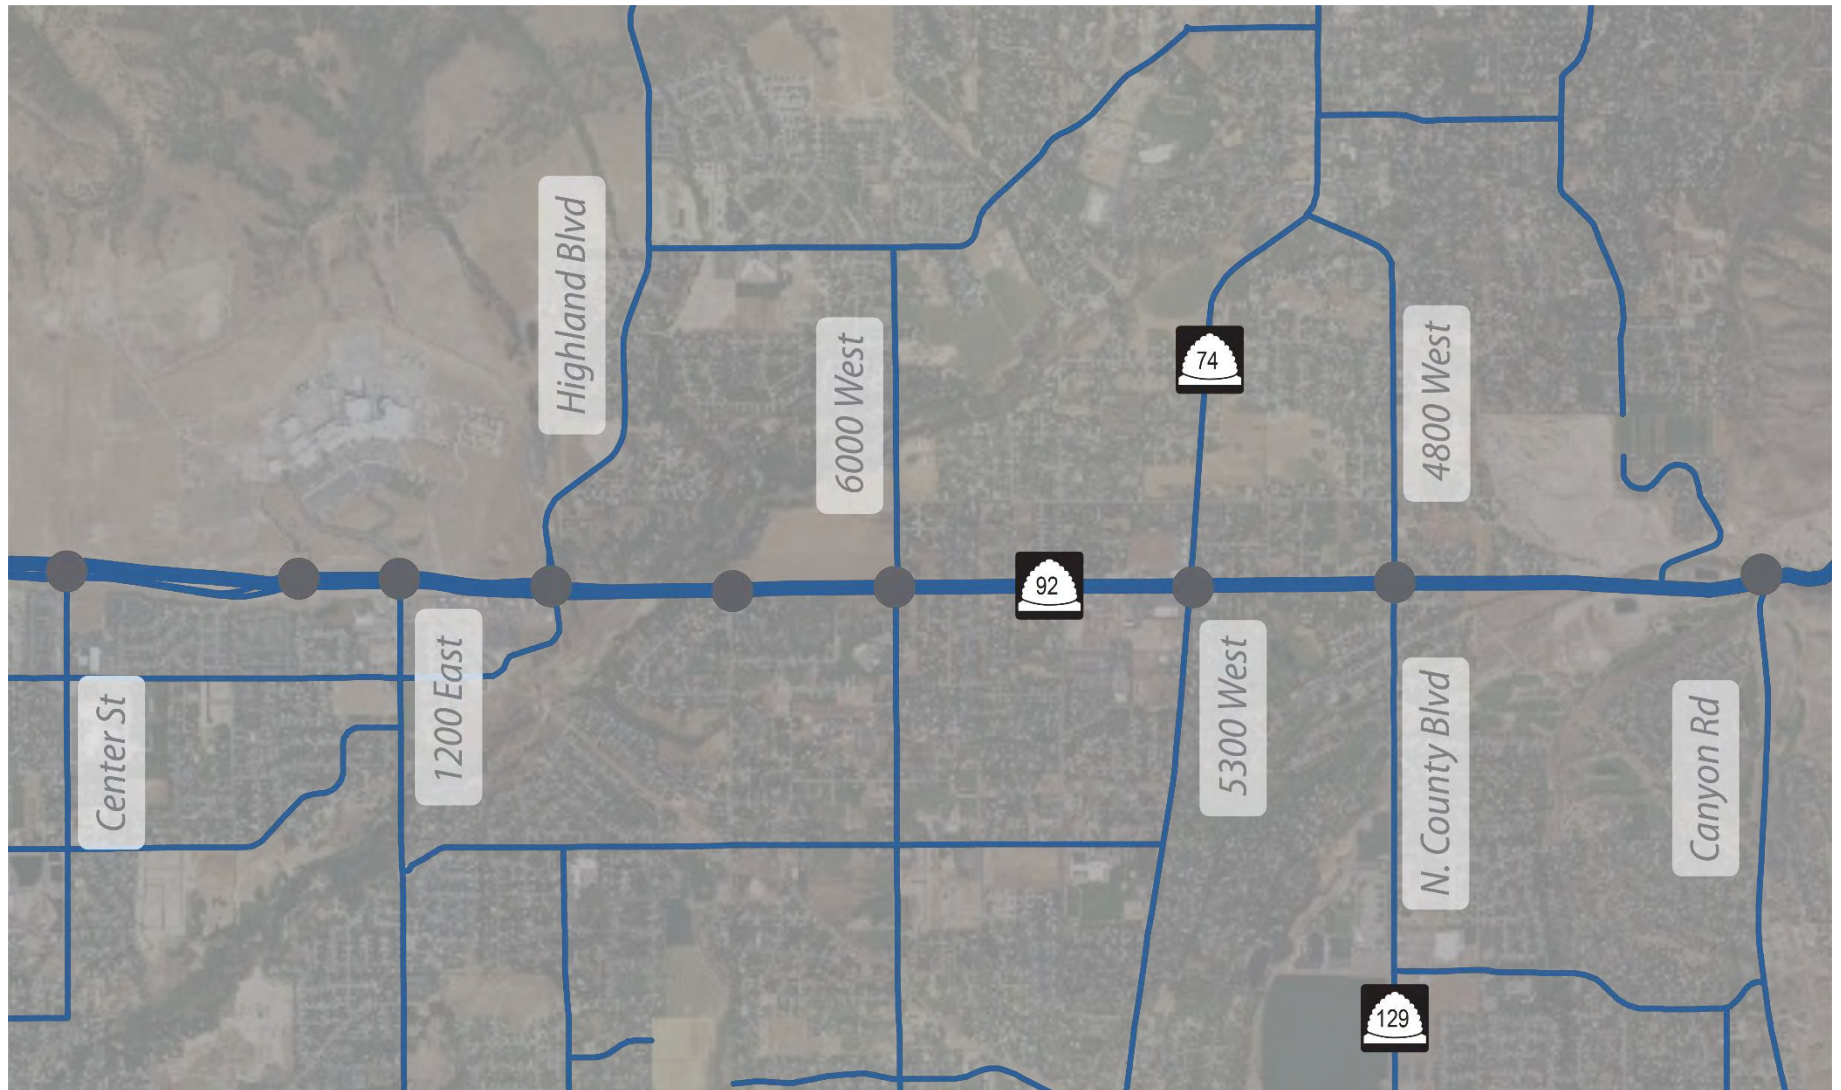 Highland Blvd
6000 West
74
4800 West
92
Center St
1200 East
5300 West
N. County Blvd
Canyon Rd
129